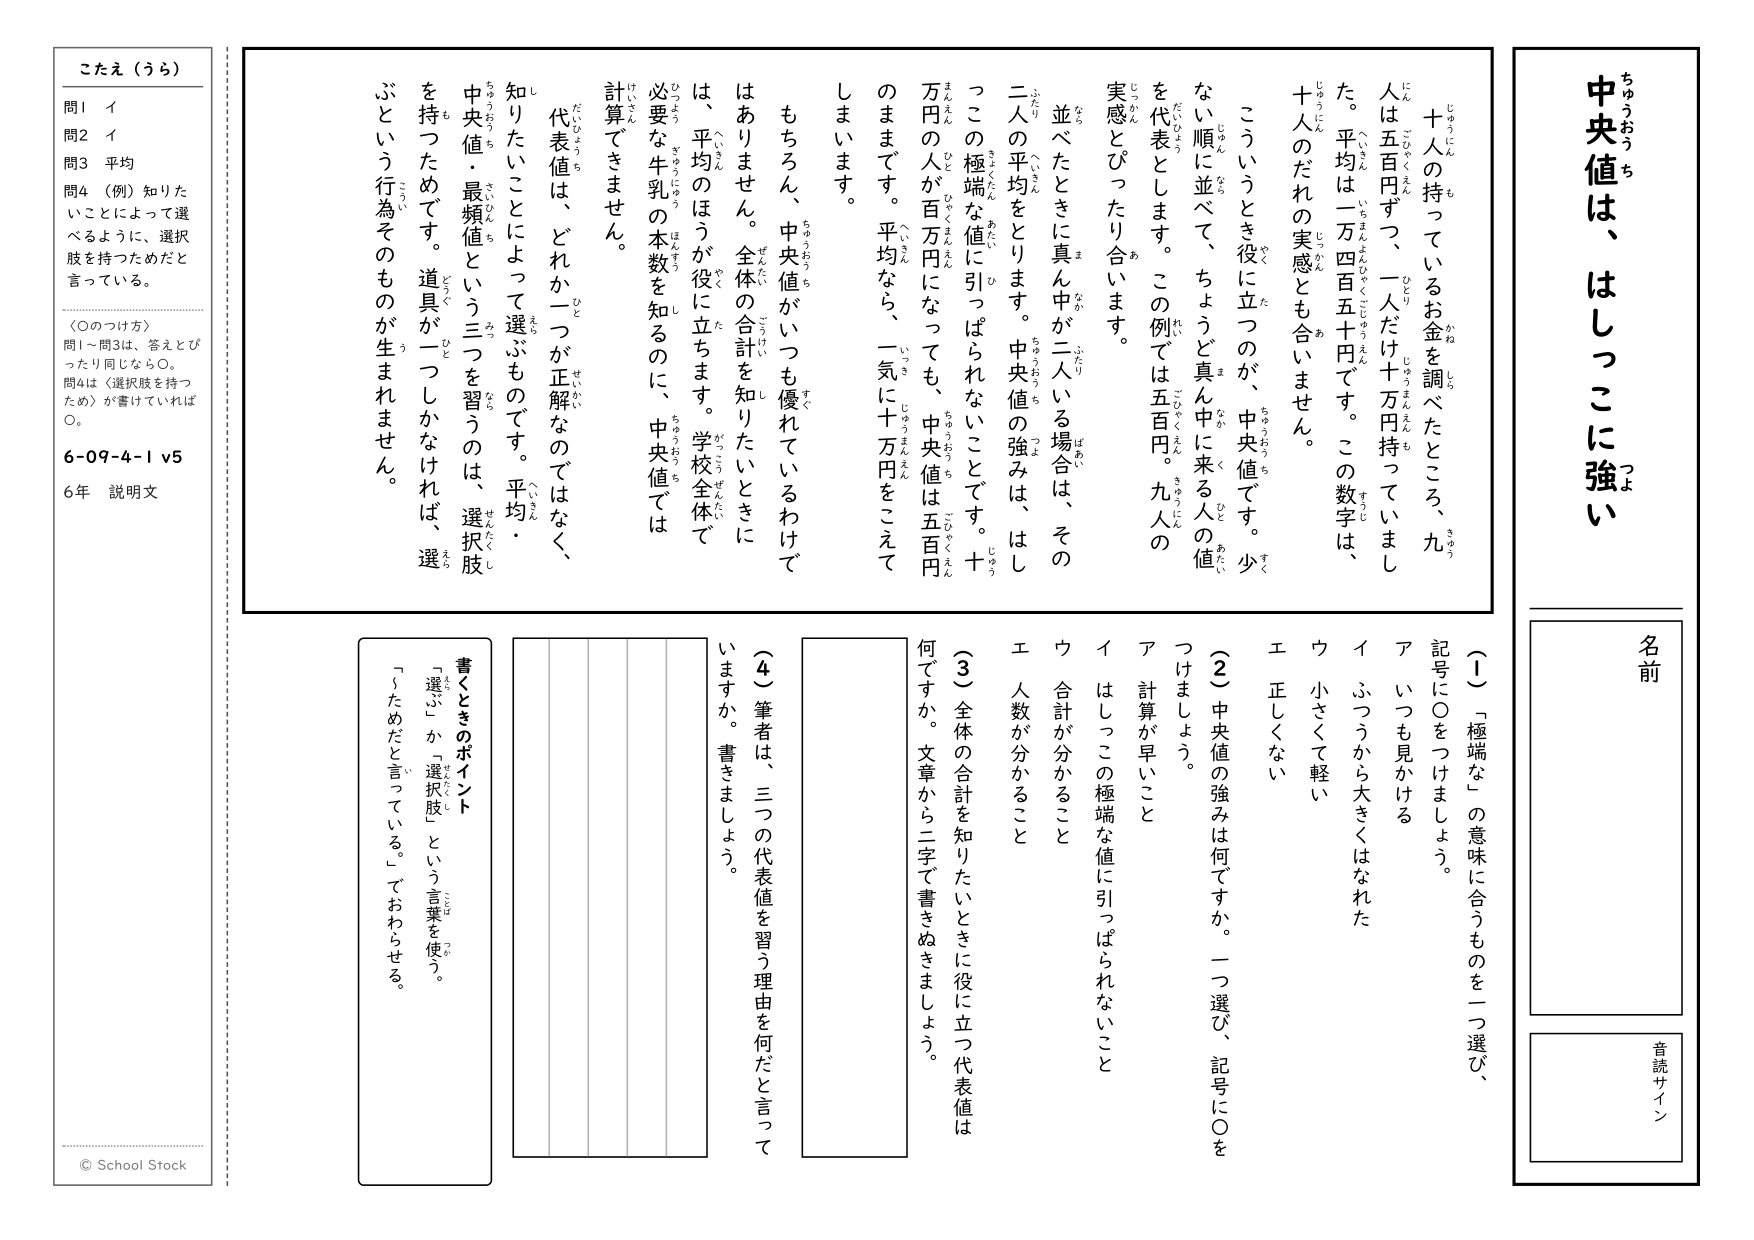 中央値は、はしっこに強い
名前
音読サイン
十人の持っているお金を調べたところ、九
人は五百円ずつ、一人だけ十万円持っていまし
た。平均は一万四百五十円です。この数字は、
十人のだれの実感とも合いません。
こういうとき役に立つのが、中央値です。少
ない順に並べて、ちょうど真ん中に来る人の値
を代表とします。この例では五百円。九人の
実感とぴったり合います。
並べたときに真ん中が二人いる場合は、その
二人の平均をとります。中央値の強みは、はし
っこの極端な値に引っぱられないことです。十
万円の人が百万円になっても、中央値は五百円
のままです。平均なら、一気に十万円をこえて
しまいます。
もちろん、中央値がいつも優れているわけで
はありません。全体の合計を知りたいときに
は、平均のほうが役に立ちます。学校全体で
必要な牛乳の本数を知るのに、中央値では
計算できません。
代表値は、どれか一つが正解なのではなく、
知りたいことによって選ぶものです。平均・
中央値・最頻値という三つを習うのは、選択肢
を持つためです。道具が一つしかなければ、選
ぶという行為そのものが生まれません。
（1）「極端な」の意味に合うものを一つ選び、
記号に〇をつけましょう。
ア　いつも見かける
イ　ふつうから大きくはなれた
ウ　小さくて軽い
エ　正しくない
（2）中央値の強みは何ですか。一つ選び、記号に〇を
つけましょう。
ア　計算が早いこと
イ　はしっこの極端な値に引っぱられないこと
ウ　合計が分かること
エ　人数が分かること
（3）全体の合計を知りたいときに役に立つ代表値は
何ですか。文章から二字で書きぬきましょう。
（4）筆者は、三つの代表値を習う理由を何だと言って
いますか。書きましょう。
書くときのポイント
「選ぶ」か「選択肢」という言葉を使う。
「〜ためだと言っている。」でおわらせる。
こたえ（うら）
問1　イ
問2　イ
問3　平均
問4　（例）知りた
いことによって選
べるように、選択
肢を持つためだと
言っている。
〈〇のつけ方〉
問1〜問3は、答えとぴ
ったり同じなら〇。
問4は〈選択肢を持つ
ため〉が書けていれば
〇。
6-09-4-1 v5
6年　説明文
© School Stock